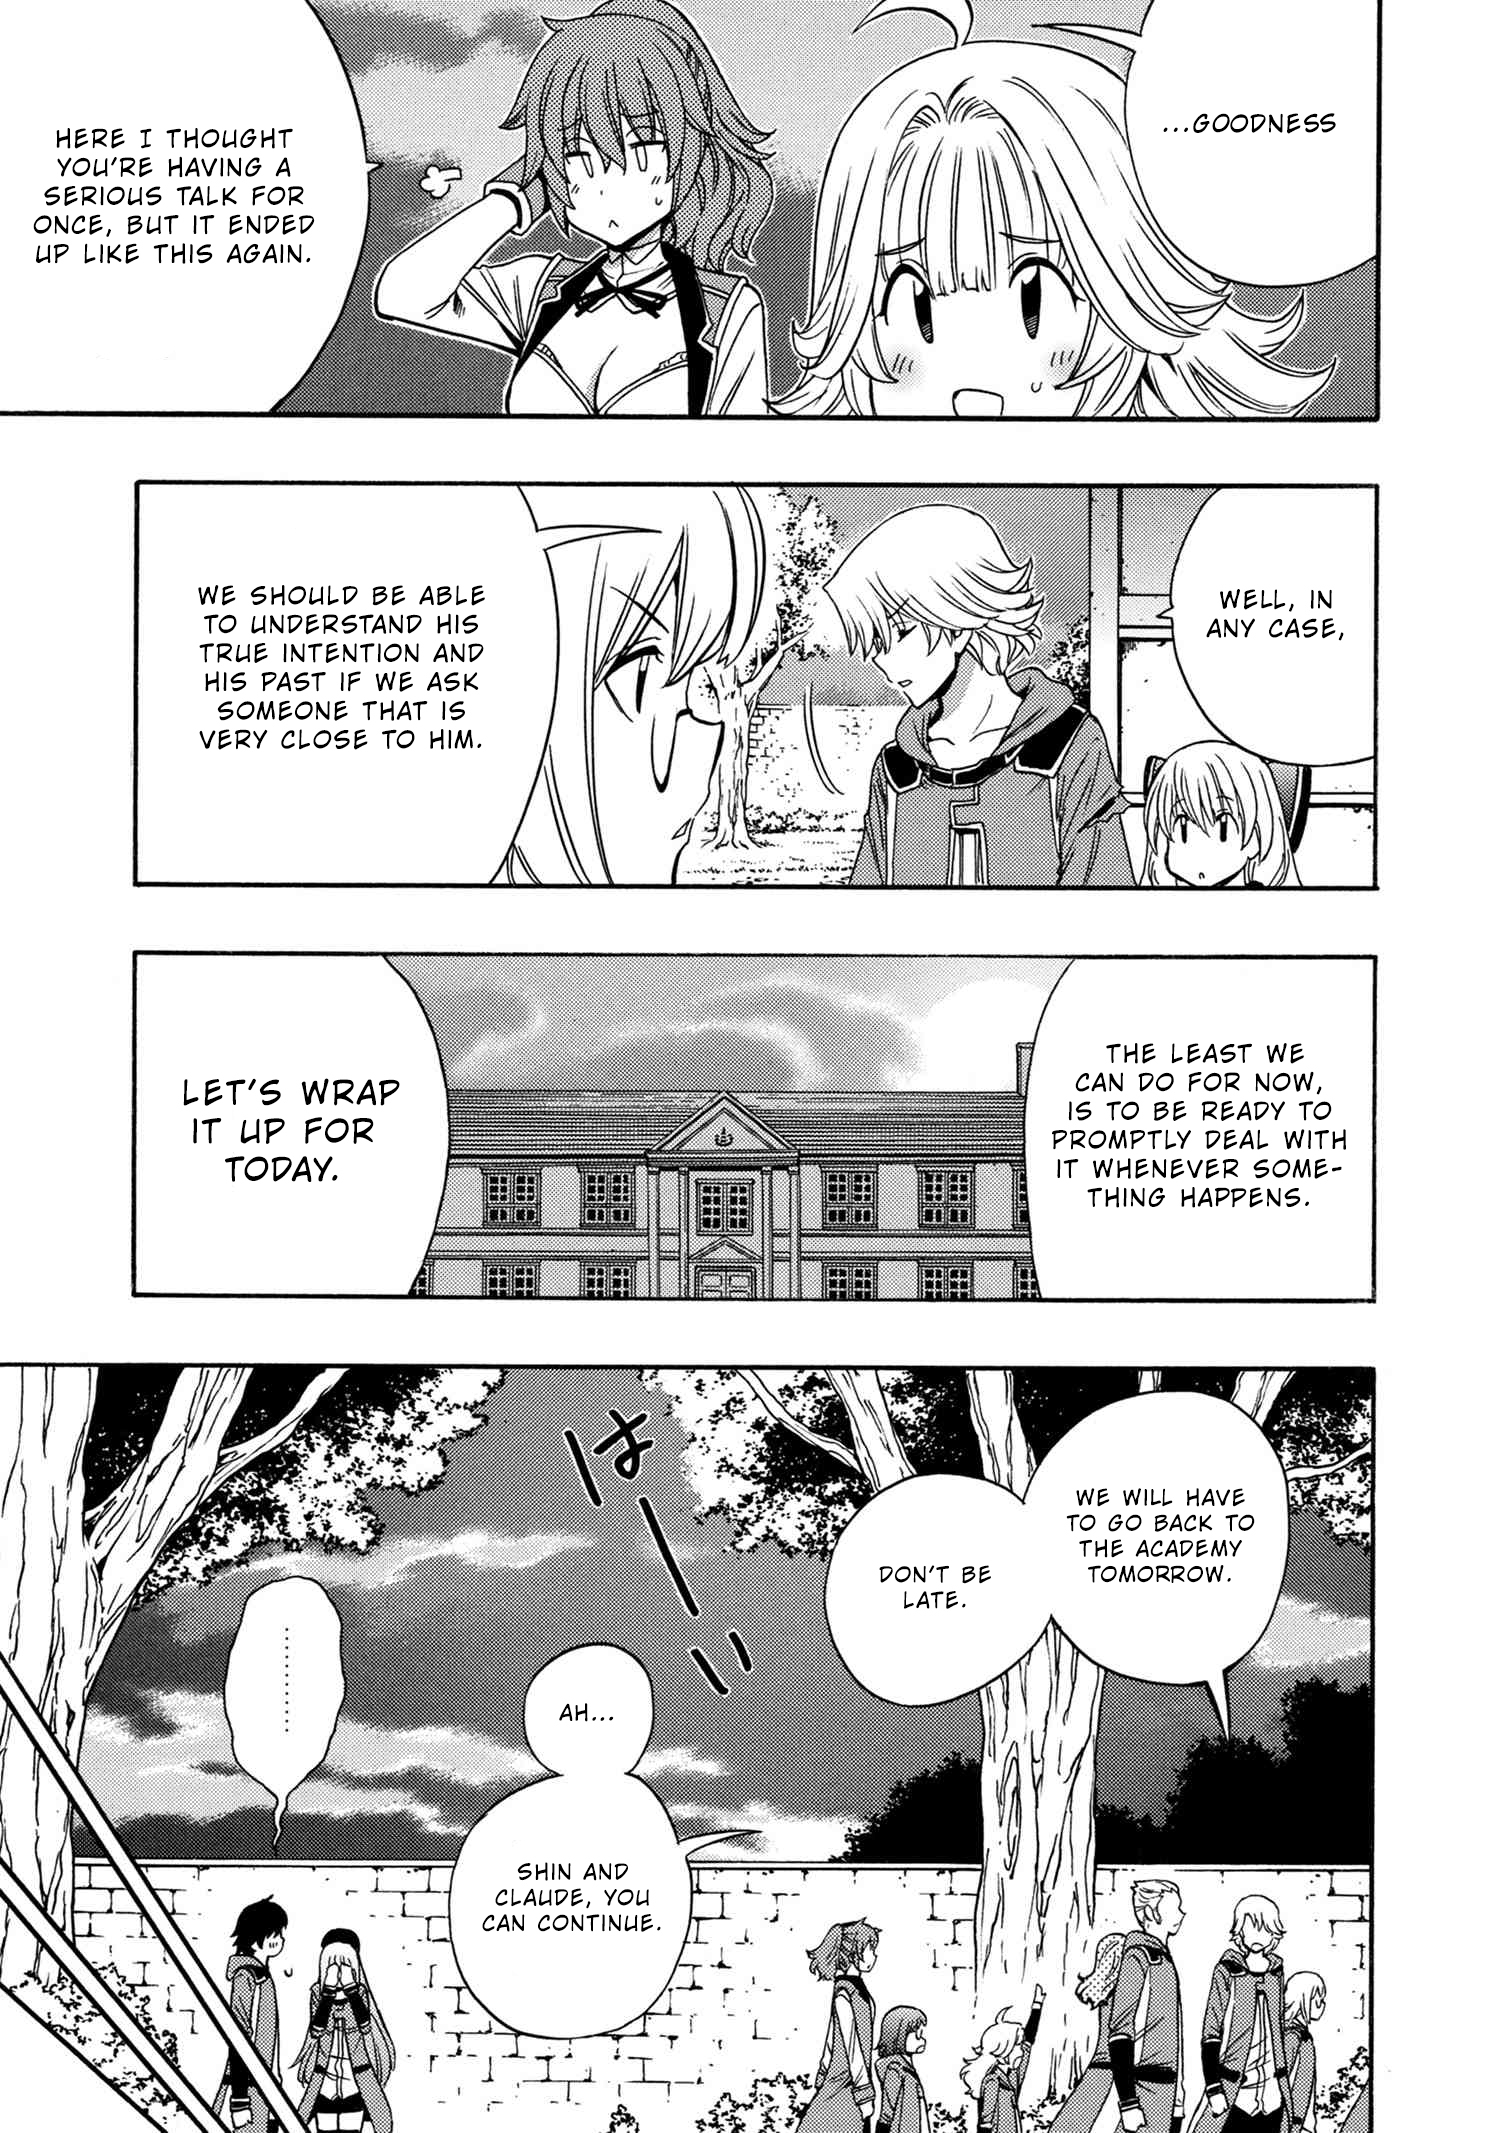 ...GOODNESS
HERE I THOUGHT
YOU'RE HAVING A
SERIOUS TALK FOR
ONCE, BUT IT ENDED
UP LIKE THIS AGAIN.
WELL, IN
ANY CASE,
WE SHOULD BE ABLE
TO UNDERSTAND HIS
TRUE INTENTION AND
HIS PAST IF WE ASK
SOMEONE THAT IS
VERY CLOSE TO HIM.
THE LEAST WE
CAN DO FOR NOW,
IS TO BE READY TO
PROMPTLY DEAL WITH
IT WHENEVER SOME-
THING HAPPENS.
LET'S WRAP
IT UP FOR
TODAY.
WE WILL HAVE
TO GO BACK TO
THE ACADEMY
TOMORROW.
DON'T BE
LATE.
はーい
AH...
SHIN AND
CLAUDE, YOU
CAN CONTINUE.
..........